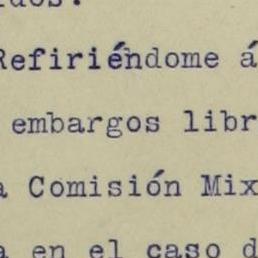 Refiriéndome á
embargos libr
Comisión Mix
en el caso d